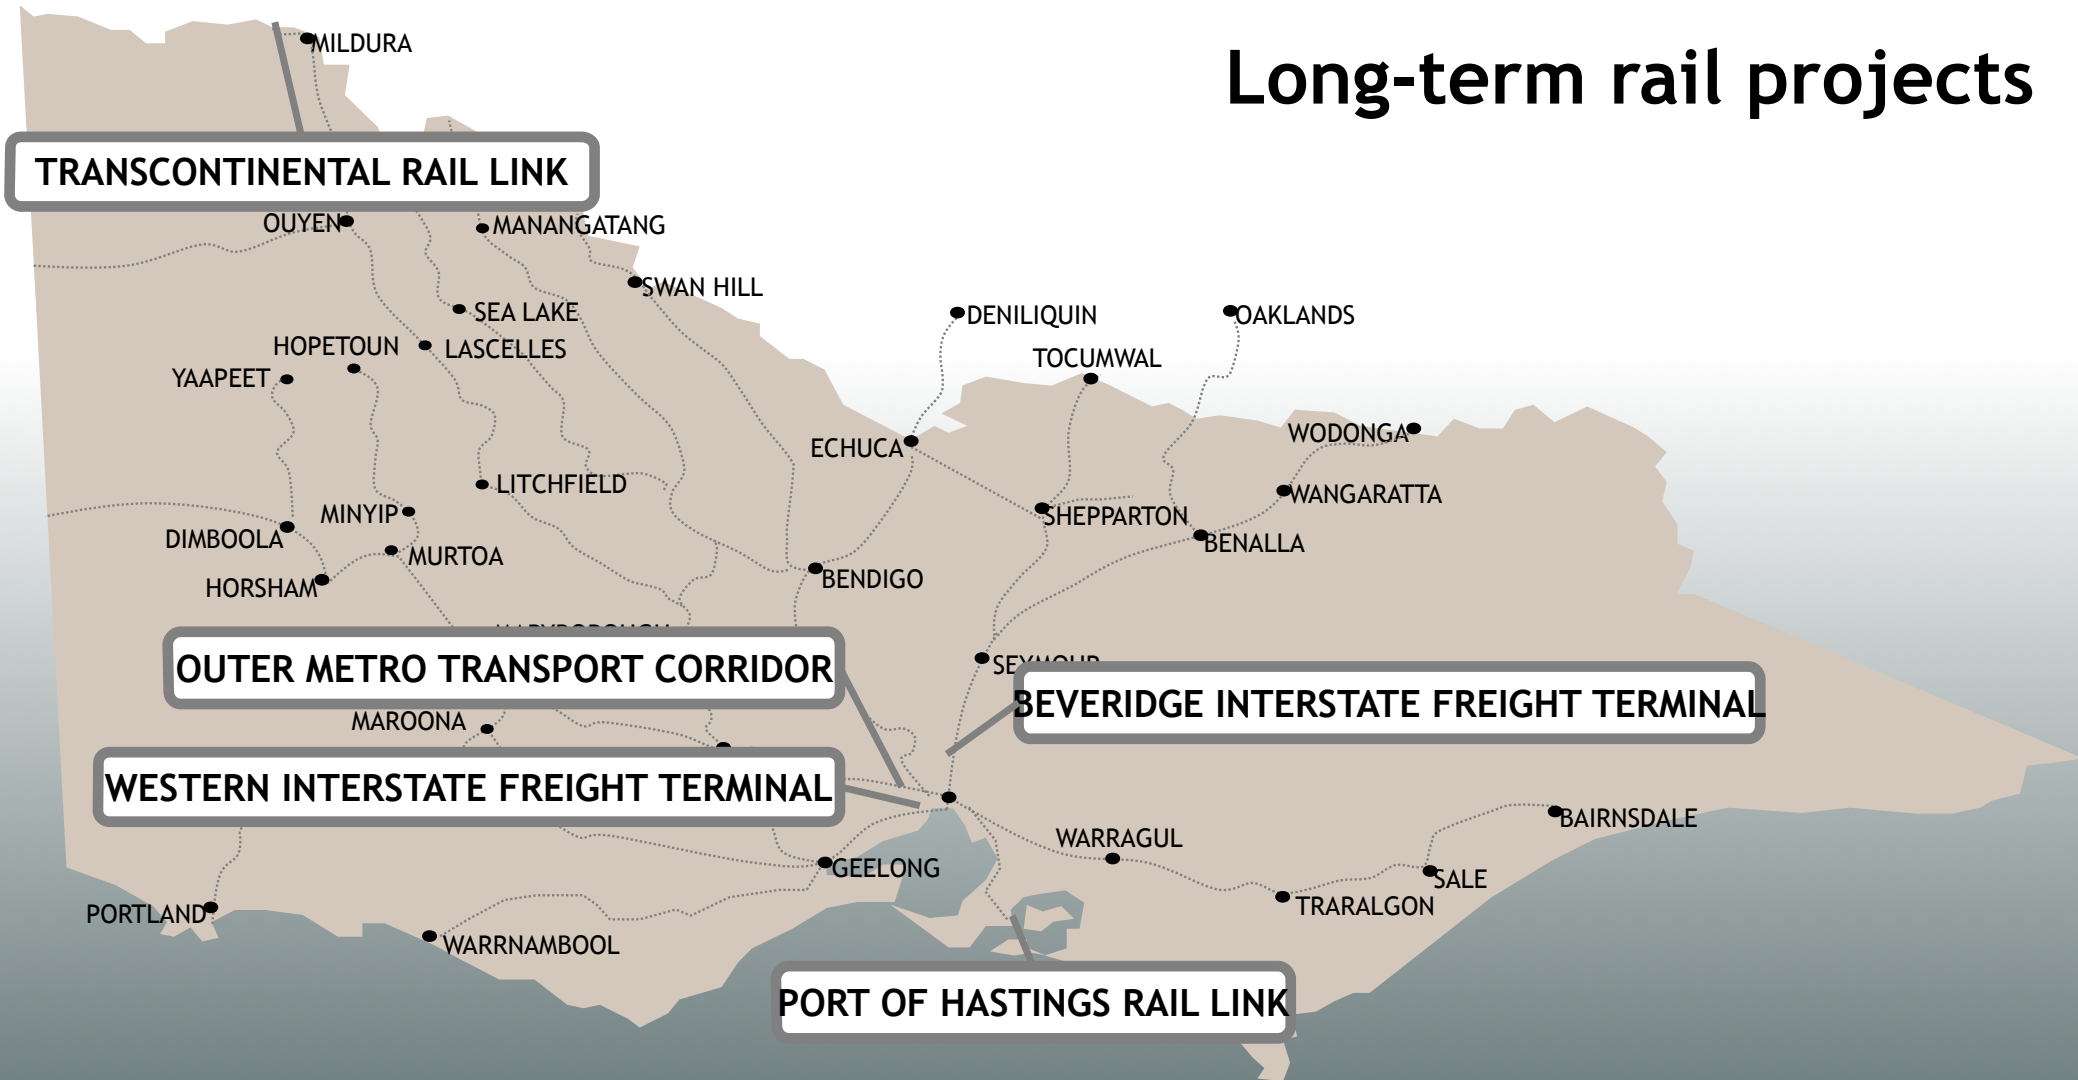 MILDURA
Long-term rail projects
TRANSCONTINENTAL RAIL LINK
OUYEN
MANANGATANG
SWAN HILL
SEA LAKE
DENILIQUIN
OAKLANDS
HOPETOUN
LASCELLES
TOCUMWAL
YAAPEET
ECHUCA
WODONGA
LITCHFIELD
WANGARATTA
MINYIP
SHEPPARTON
DIMBOOLA
BENALLA
MURTOA
BENDIGO
HORSHAM
MARYBOROUGH
SEYMOUR
OUTER METRO TRANSPORT CORRIDOR
BEVERIDGE INTERSTATE FREIGHT TERMINAL
MAROONA
WESTERN INTERSTATE FREIGHT TERMINAL
BAIRNSDALE
WARRAGUL
GEELONG
SALE
TRARALGON
PORTLAND
WARRNAMBOOL
PORT OF HASTINGS RAIL LINK